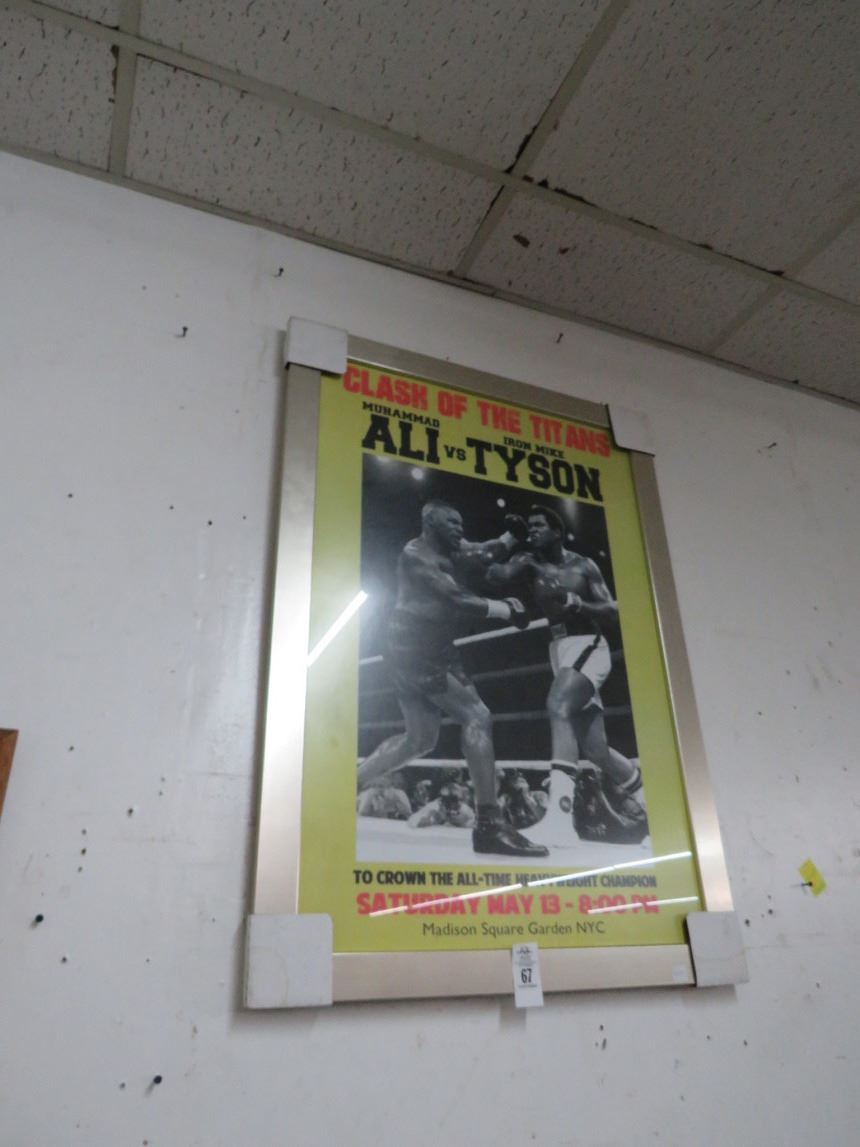 CLASH OF THE TITANS
MUHAMMAD
IRON MIKE
ALI VS TYSON
TO CROWN THE ALL-TIME HEAVYWEIGHT CHAMPION
SATURDAY MAY 13 - 8:00 PM
Madison Square Garden NYC
67